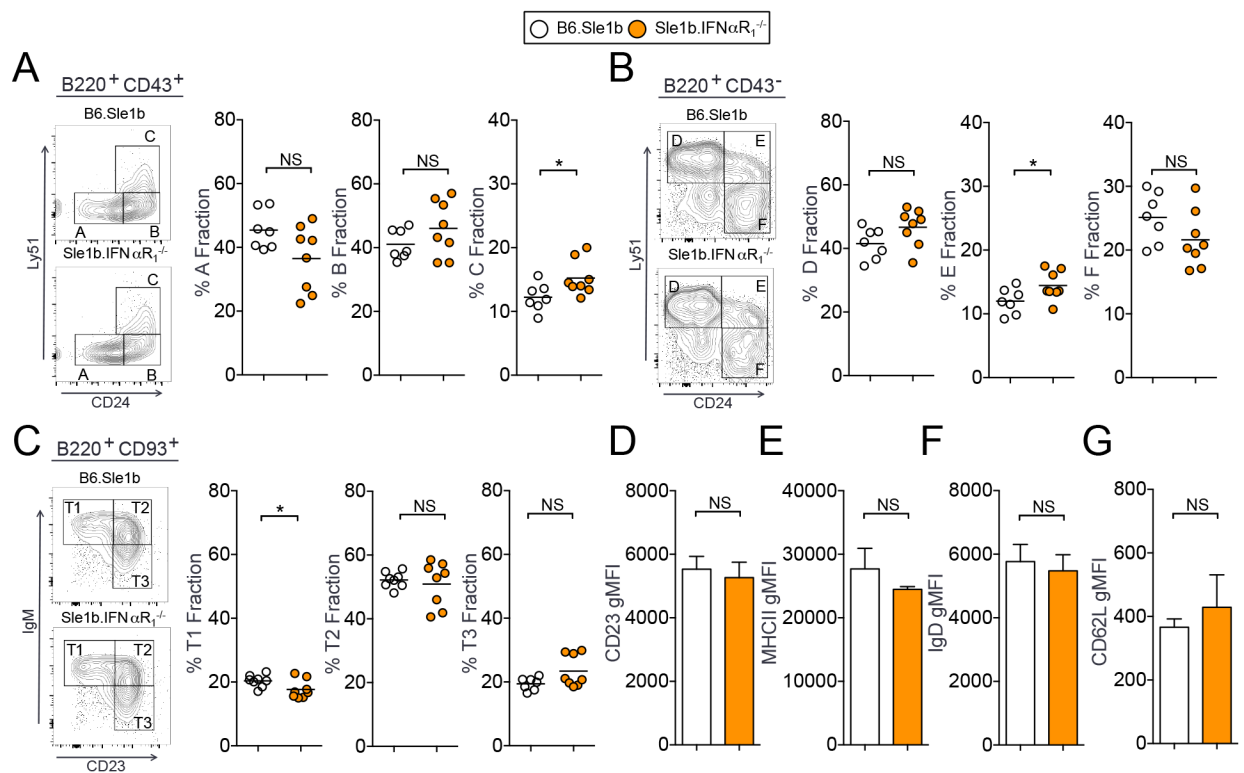 B6.Sle1b Sle1b.IFNαR₁⁻/⁻
A
B220⁺ CD43⁺
B6.Sle1b
C
A B
Sle1b.IFNαR₁⁻/⁻
C
A B
Ly51
CD24
80
60
40
20
0
% A Fraction
NS
80
60
40
20
0
% B Fraction
NS
40
30
20
10
0
% C Fraction
*
B
B220⁺ CD43⁻
B6.Sle1b
D E
F
Sle1b.IFNαR₁⁻/⁻
D E
F
Ly51
CD24
80
60
40
20
0
% D Fraction
NS
40
30
20
10
0
% E Fraction
*
40
30
20
10
0
% F Fraction
NS
C
B220⁺ CD93⁺
B6.Sle1b
T1 T2
T3
Sle1b.IFNαR₁⁻/⁻
T1 T2
T3
IgM
CD23
80
60
40
20
0
% T1 Fraction
*
80
60
40
20
0
% T2 Fraction
NS
80
60
40
20
0
% T3 Fraction
NS
D
8000
6000
4000
2000
0
CD23 gMFI
NS
E
40000
30000
20000
10000
0
MHCII gMFI
NS
F
8000
6000
4000
2000
0
IgD gMFI
NS
G
800
600
400
200
0
CD62L gMFI
NS